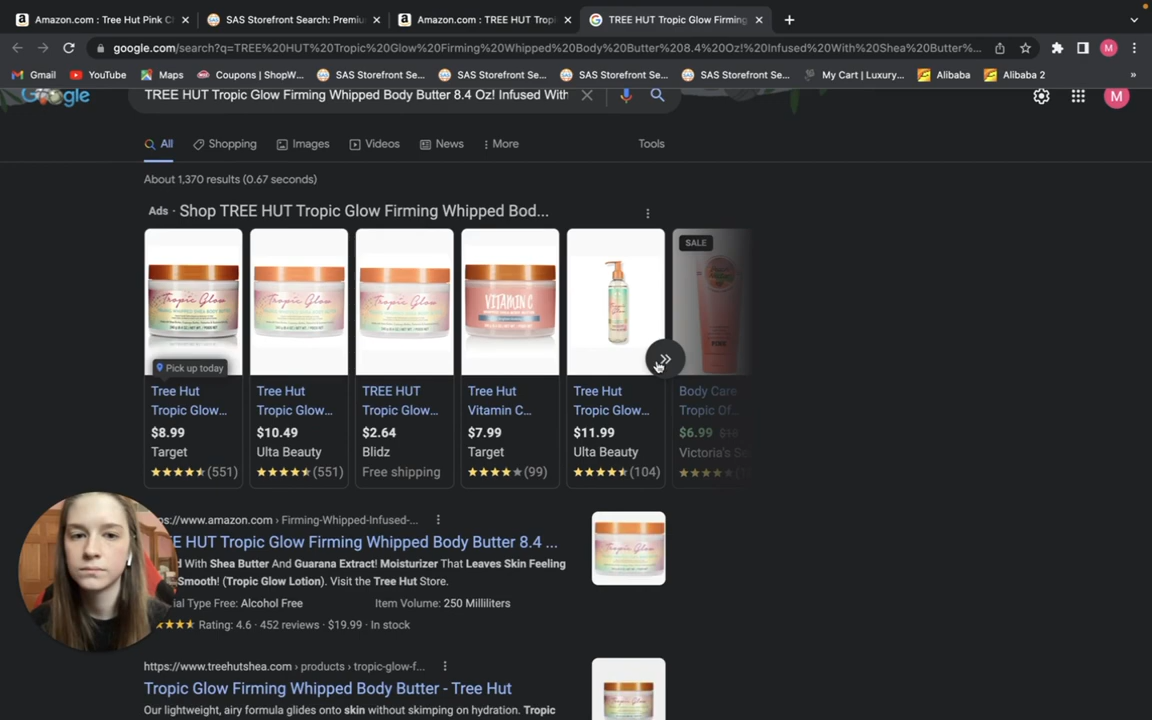 Amazon.com : Tree Hut Pink C
SAS Storefront Search: Premiu
Amazon.com : TREE HUT Tropi
TREE HUT Tropic Glow Firming
google.com/search?q=TREE%20HUT%20Tropic%20Glow%20Firming%20Whipped%20Body%20Butter%208.4%20Oz!%20Infused%20With%20Shea%20Butter%...
M
Gmail
YouTube
Maps
Coupons | ShopW...
SAS Storefront Se...
SAS Storefront Se...
SAS Storefront Se...
SAS Storefront Se...
My Cart | Luxury...
Alibaba
Alibaba 2
Google
TREE HUT Tropic Glow Firming Whipped Body Butter 8.4 Oz! Infused With
M
All
Shopping
Images
Videos
News
More
Tools
About 1,370 results (0.67 seconds)
Ads · Shop TREE HUT Tropic Glow Firming Whipped Bod...
SALE
Tropic Glow
Tropic Glow
Tropic Glow
VITAMIN C
Pick up today
Tree Hut
Tropic Glow...
$8.99
Target
(551)
Tree Hut
Tropic Glow...
$10.49
Ulta Beauty
(551)
TREE HUT
Tropic Glow...
$2.64
Blidz
Free shipping
Tree Hut
Vitamin C...
$7.99
Target
(99)
Tree Hut
Tropic Glow...
$11.99
Ulta Beauty
(104)
Body Care
Tropic Of...
$6.99
Victoria's Se
ps://www.amazon.com › Firming-Whipped-Infused-...
EE HUT Tropic Glow Firming Whipped Body Butter 8.4 ...
d With Shea Butter And Guarana Extract! Moisturizer That Leaves Skin Feeling
Smooth! (Tropic Glow Lotion). Visit the Tree Hut Store.
ial Type Free: Alcohol Free Item Volume: 250 Milliliters
Rating: 4.6 · 452 reviews · $19.99 · In stock
https://www.treehutshea.com › products › tropic-glow-f...
Tropic Glow Firming Whipped Body Butter - Tree Hut
Our lightweight, airy formula glides onto skin without skimping on hydration. Tropic